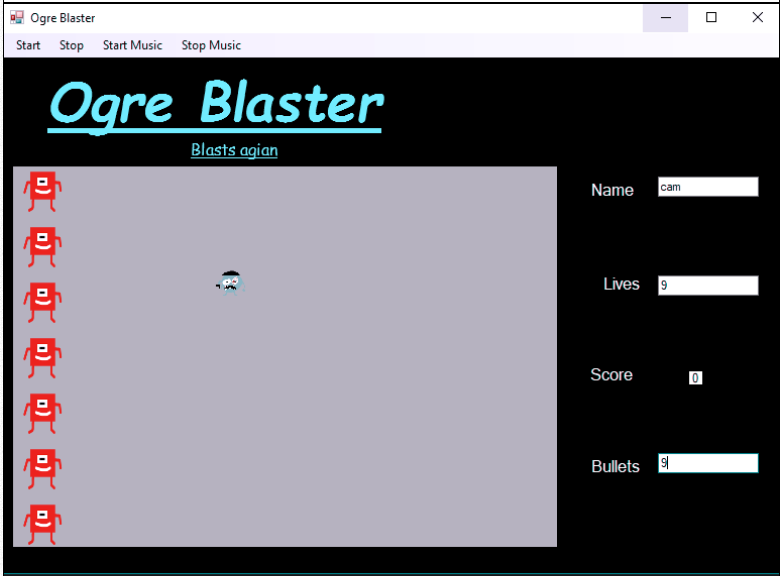 Ogre Blaster
Start Stop Start Music Stop Music
Ogre Blaster
Blasts agian
Name cam
Lives 9
Score 0
Bullets 9